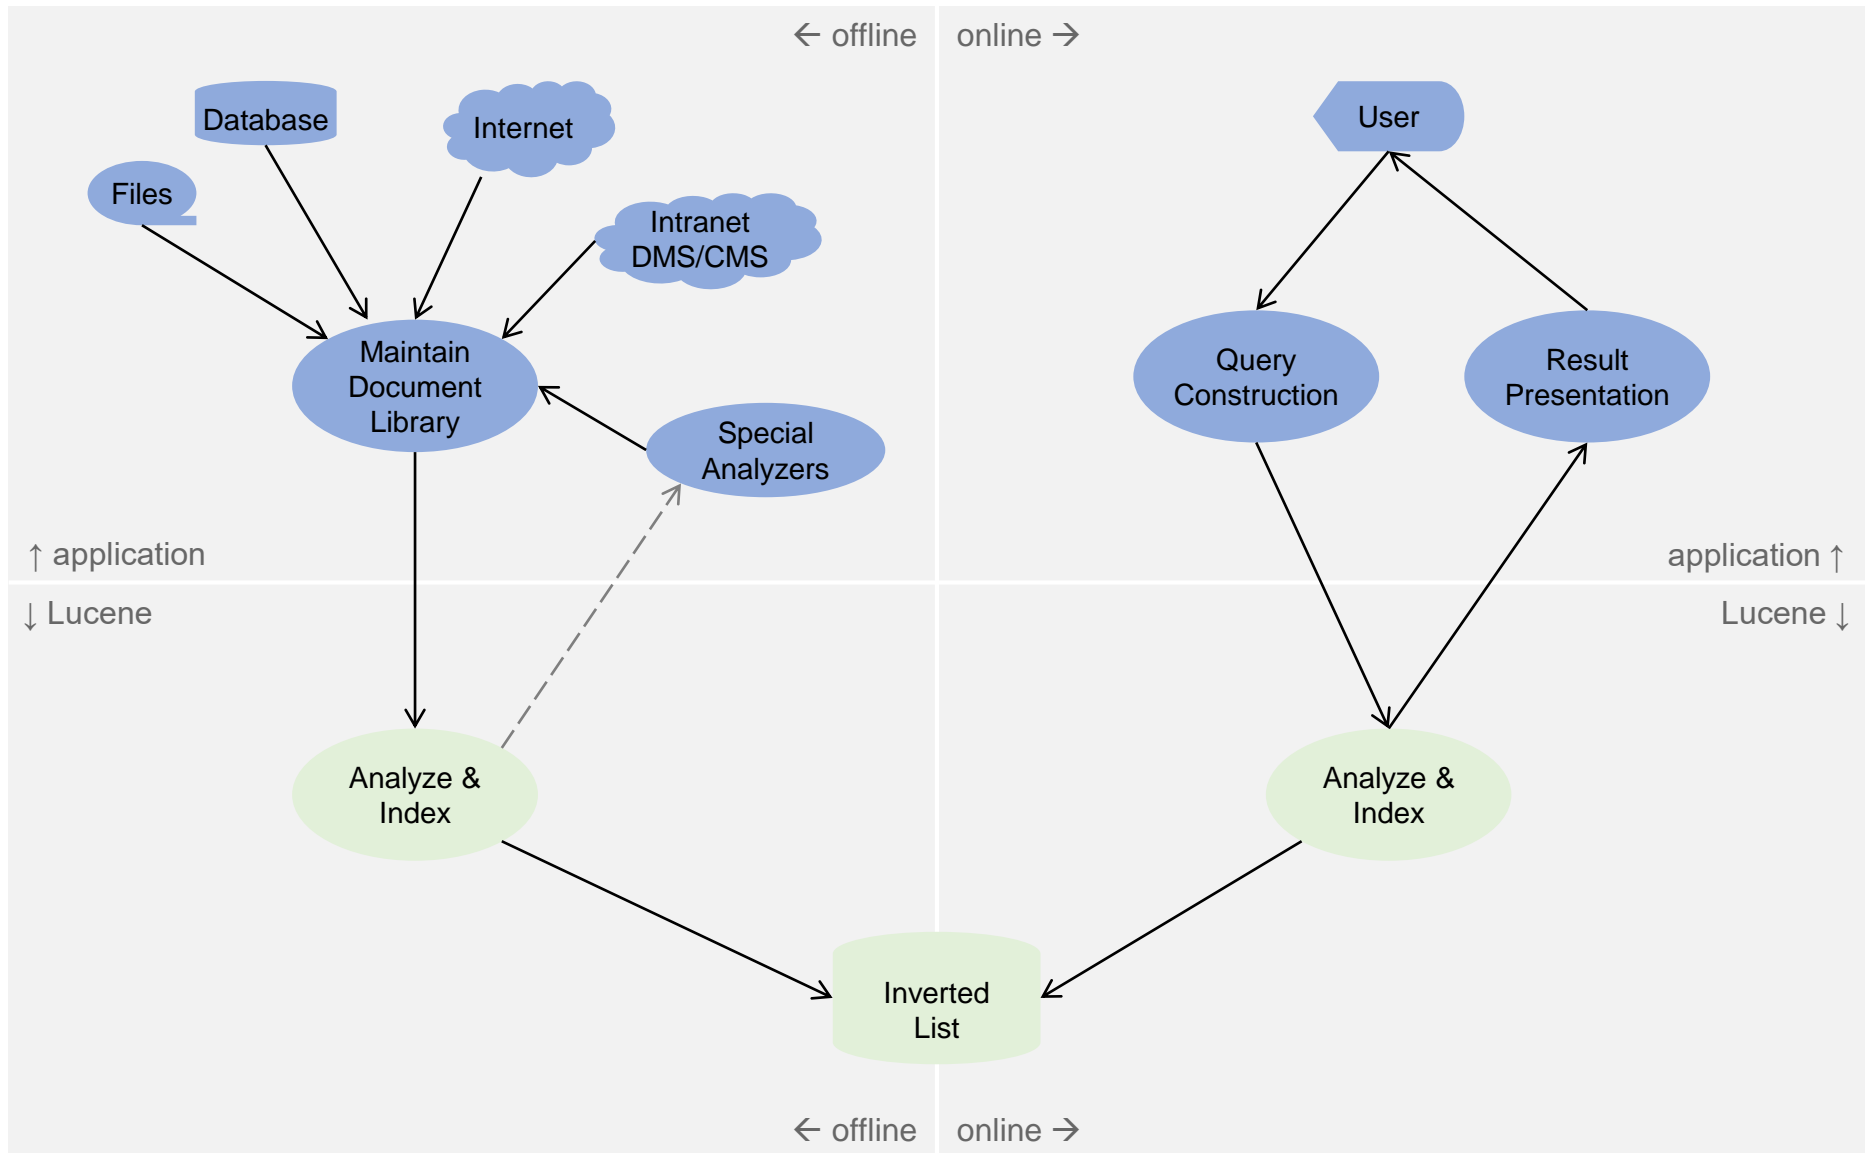 ← offline
online →
Database
Internet
User
Files
Intranet
DMS/CMS
Maintain
Document
Library
Query
Construction
Result
Presentation
Special
Analyzers
↑ application
application ↑
↓ Lucene
Lucene ↓
Analyze &
Index
Analyze &
Index
Inverted
List
← offline
online →